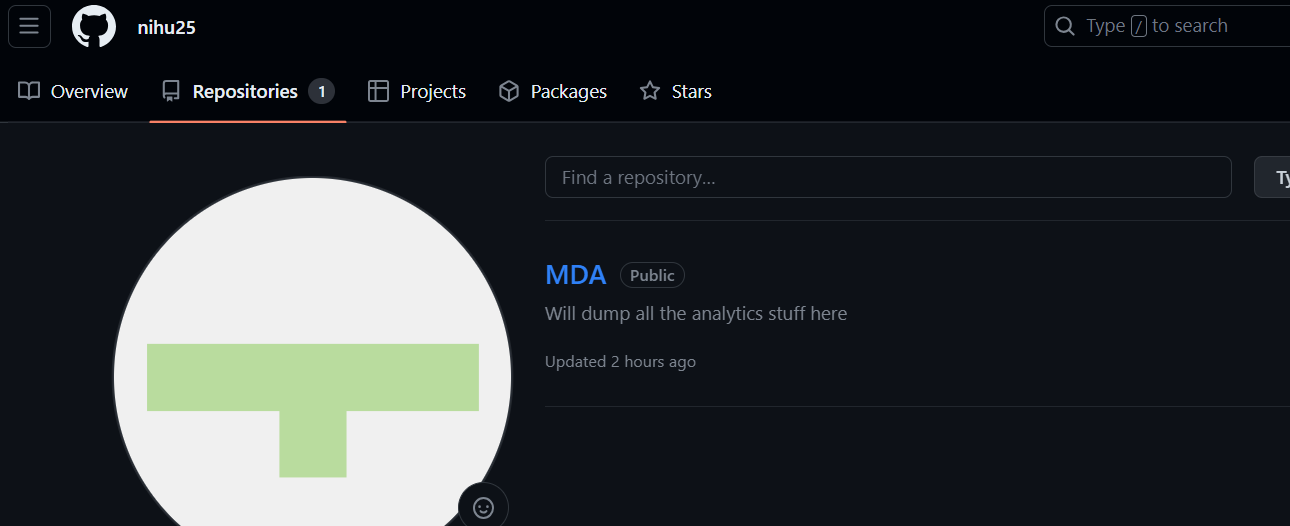 nihu25
Type / to search
Overview
Repositories 1
Projects
Packages
Stars
Find a repository...
Ty
MDA Public
Will dump all the analytics stuff here
Updated 2 hours ago